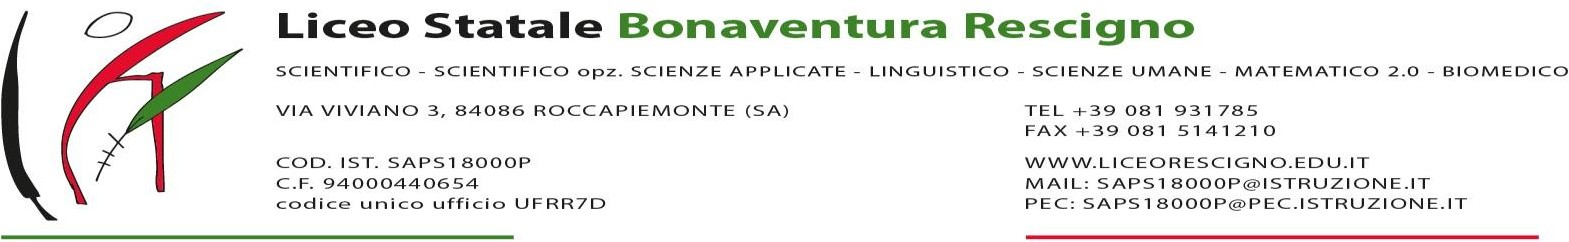 Liceo Statale Bonaventura Rescigno
SCIENTIFICO - SCIENTIFICO opz. SCIENZE APPLICATE - LINGUISTICO - SCIENZE UMANE - MATEMATICO 2.0 - BIOMEDICO
VIA VIVIANO 3, 84086 ROCCAPIEMONTE (SA)
TEL +39 081 931785
FAX +39 081 5141210
COD. IST. SAPS18000P
C.F. 94000440654
codice unico ufficio UFRR7D
WWW.LICEORESCIGNO.EDU.IT
MAIL: SAPS18000P@ISTRUZIONE.IT
PEC: SAPS18000P@PEC.ISTRUZIONE.IT